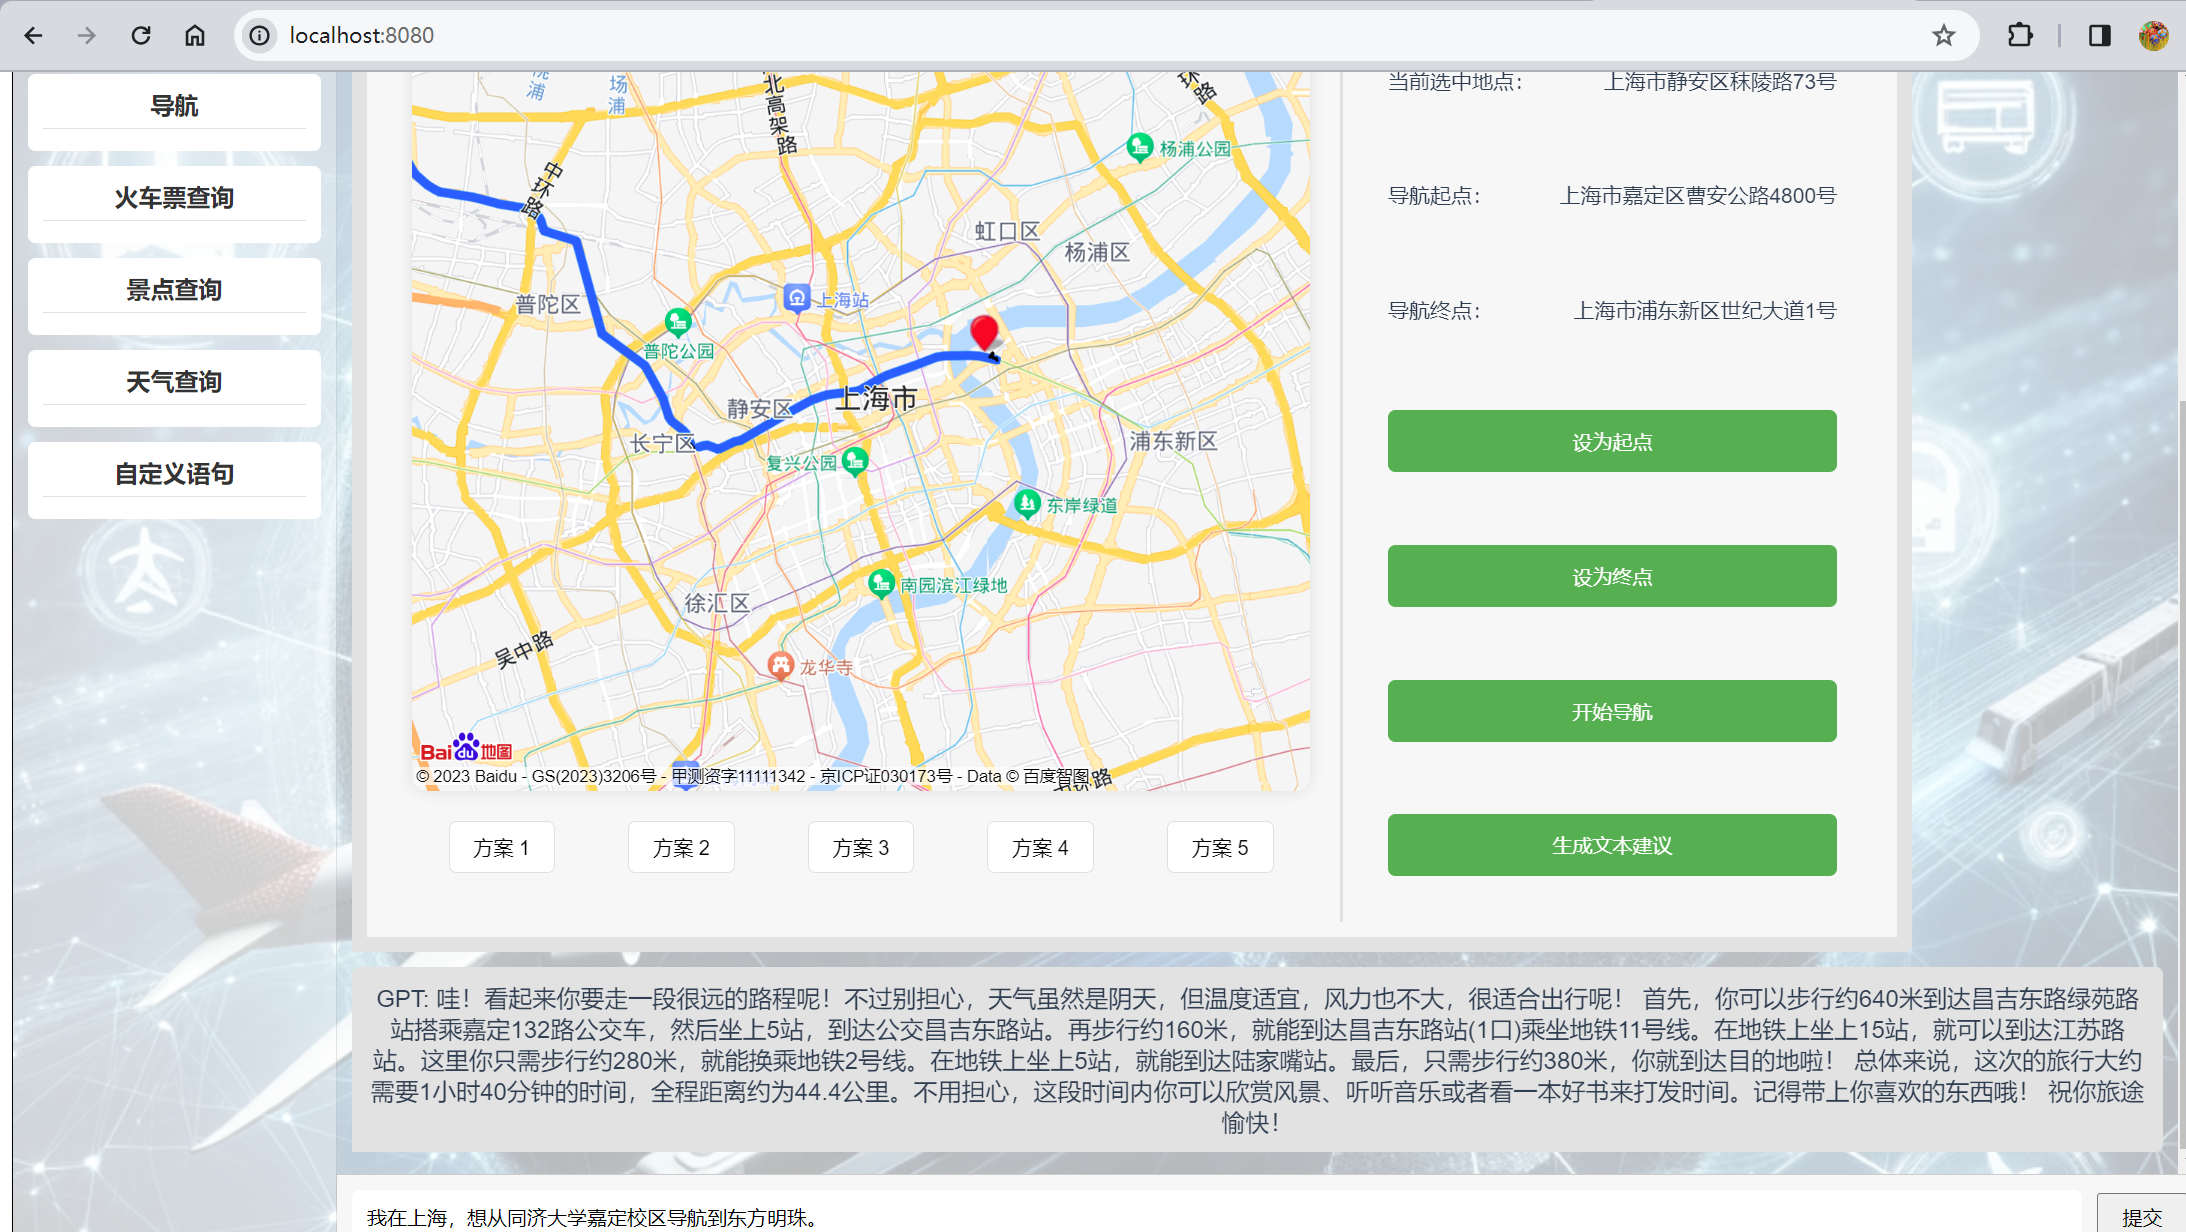 localhost:8080
导航
火车票查询
景点查询
天气查询
自定义语句
桃浦
场浦
北高架路
中环路
环路
杨浦公园
虹口区
杨浦区
普陀区
上海站
普陀公园
静安区
上海市
长宁区
复兴公园
浦东新区
东岸绿道
南园滨江绿地
徐汇区
吴中路
龙华寺
Bai du 地图
© 2023 Baidu - GS(2023)3206号 - 甲测资字11111342 - 京ICP证030173号 - Data © 百度智图
方案 1
方案 2
方案 3
方案 4
方案 5
当前选中地点： 上海市静安区秣陵路73号
导航起点： 上海市嘉定区曹安公路4800号
导航终点： 上海市浦东新区世纪大道1号
设为起点
设为终点
开始导航
生成文本建议
GPT: 哇！看起来你要走一段很远的路程呢！不过别担心，天气虽然是阴天，但温度适宜，风力也不大，很适合出行呢！ 首先，你可以步行约640米到达昌吉东路绿苑路
站搭乘嘉定132路公交车，然后坐上5站，到达公交昌吉东路站。再步行约160米，就能到达昌吉东路站(1口)乘坐地铁11号线。在地铁上坐上15站，就可以到达江苏路
站。这里你只需步行约280米，就能换乘地铁2号线。在地铁上坐上5站，就能到达陆家嘴站。最后，只需步行约380米，你就到达目的地啦！ 总体来说，这次的旅行大约
需要1小时40分钟的时间，全程距离约为44.4公里。不用担心，这段时间内你可以欣赏风景、听听音乐或者看一本好书来打发时间。记得带上你喜欢的东西哦！ 祝你旅途
愉快！
我在上海，想从同济大学嘉定校区导航到东方明珠。
提交